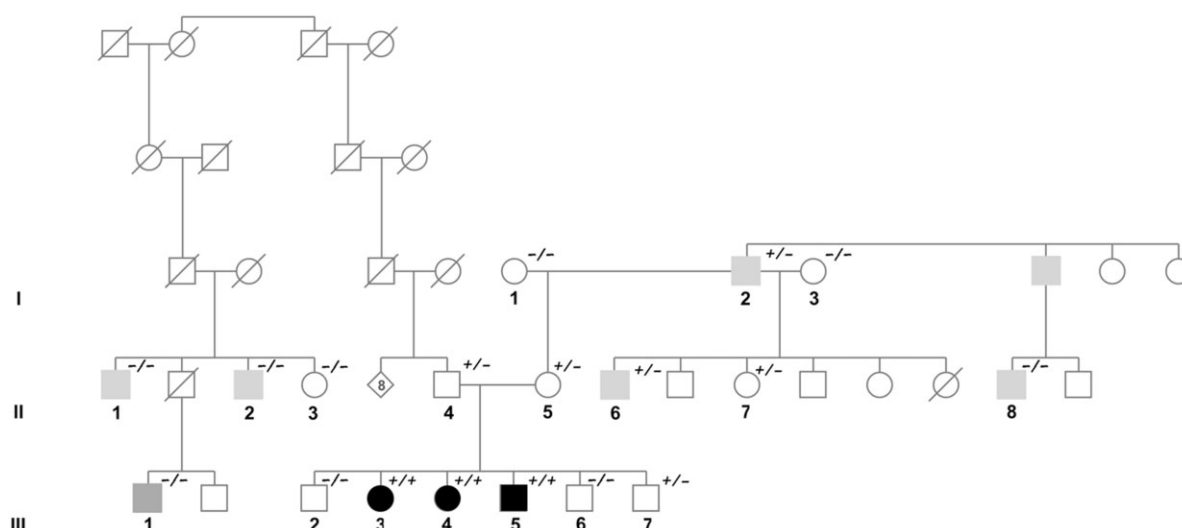 -/- +/- -/-
I 1 2 3
-/- -/- -/- +/- +/- +/- +/- -/-
8
II 1 2 3 4 5 6 7 8
-/- -/- +/+ +/+ +/+ -/- +/-
III 1 2 3 4 5 6 7